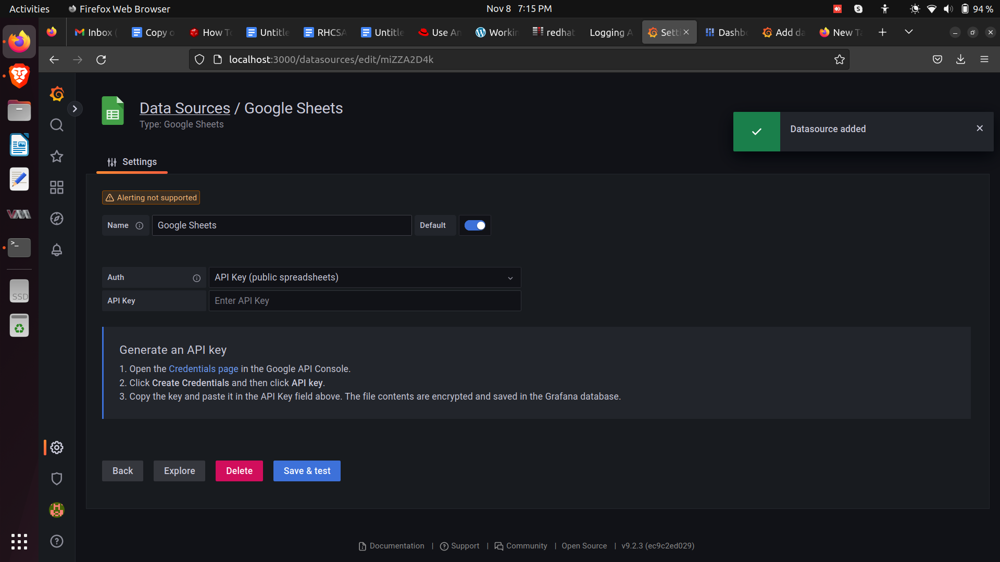 Activities
Firefox Web Browser
Nov 8 7:15 PM
94 %
Inbox (
Copy o
How To
Untitle
RHCSA
Untitle
Use An
Workin
redhat
Logging A
Setti
Dashb
Add da
New Ta
localhost:3000/datasources/edit/miZZA2D4k
Data Sources / Google Sheets
Type: Google Sheets
Datasource added
Settings
Alerting not supported
Name
Google Sheets
Default
Auth
API Key (public spreadsheets)
API Key
Enter API Key
Generate an API key
1. Open the Credentials page in the Google API Console.
2. Click Create Credentials and then click API key.
3. Copy the key and paste it in the API Key field above. The file contents are encrypted and saved in the Grafana database.
Back
Explore
Delete
Save & test
SSD
Documentation | Support | Community | Open Source | v9.2.3 (ec9c2ed029)